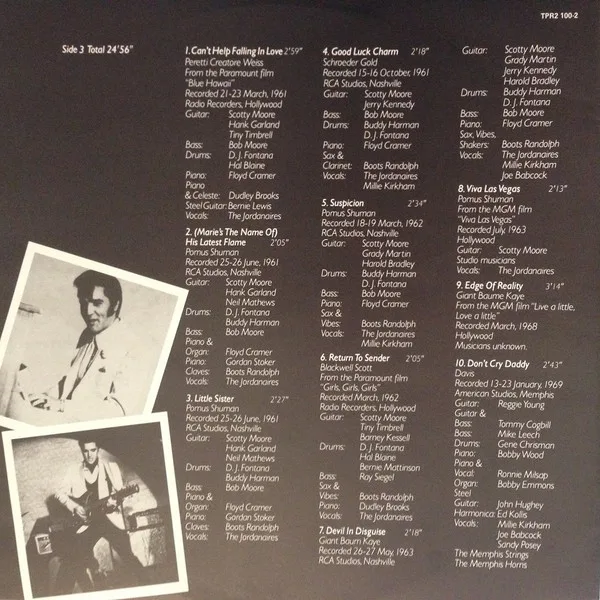 TPR2 100-2
Side 3 Total 24'56"
1. Can't Help Falling In Love 2'59"
Peretti Creatore Weiss
From the Paramount film
"Blue Hawaii"
Recorded 21-23 March, 1961
Radio Recorders, Hollywood
Guitar: Scotty Moore
Hank Garland
Tiny Timbrell
Bass: Bob Moore
Drums: D.J. Fontana
Hal Blaine
Piano: Floyd Cramer
Piano
& Celeste: Dudley Brooks
Steel Guitar: Bernie Lewis
Vocals: The Jordanaires
2. (Marie's The Name Of)
His Latest Flame 2'05"
Pomus Shuman
Recorded 25-26 June, 1961
RCA Studios, Nashville
Guitar: Scotty Moore
Hank Garland
Neil Mathews
Drums: D.J. Fontana
Buddy Harman
Bass: Bob Moore
Piano &
Organ: Floyd Cramer
Piano: Gordon Stoker
Cloves: Boots Randolph
Vocals: The Jordanaires
3. Little Sister 2'27"
Pomus Shuman
Recorded 25-26 June, 1961
RCA Studios, Nashville
Guitar: Scotty Moore
Hank Garland
Neil Mathews
Drums: D.J. Fontana
Buddy Harman
Bass: Bob Moore
Piano &
Organ: Floyd Cramer
Piano: Gordon Stoker
Cloves: Boots Randolph
Vocals: The Jordanaires
4. Good Luck Charm 2'18"
Schroeder Gold
Recorded 15-16 October, 1961
RCA Studios, Nashville
Guitar: Scotty Moore
Jerry Kennedy
Bass: Bob Moore
Drums: Buddy Harman
D.J. Fontana
Piano: Floyd Cramer
Sax &
Clarinet: Boots Randolph
Vocals: The Jordanaires
Millie Kirkham
5. Suspicion 2'34"
Pomus Shuman
Recorded 18-19 March, 1962
RCA Studios, Nashville
Guitar: Scotty Moore
Grady Martin
Harold Bradley
Drums: Buddy Harman
D.J. Fontana
Bass: Bob Moore
Piano: Floyd Cramer
Sax &
Vibes: Boots Randolph
Vocals: The Jordanaires
Millie Kirkham
6. Return To Sender 2'05"
Blackwell Scott
From the Paramount film
"Girls, Girls, Girls"
Recorded March, 1962
Radio Recorders, Hollywood
Guitar: Scotty Moore
Tiny Timbrell
Barney Kessell
Drums: D.J. Fontana
Hal Blaine
Bernie Mattinson
Bass: Ray Siegel
Sax &
Vibes: Boots Randolph
Piano: Dudley Brooks
Vocals: The Jordanaires
7. Devil In Disguise 2'18"
Giant Baum Kaye
Recorded 26-27 May, 1963
RCA Studios, Nashville
Guitar: Scotty Moore
Grady Martin
Jerry Kennedy
Harold Bradley
Drums: Buddy Harman
D.J. Fontana
Bass: Bob Moore
Piano: Floyd Cramer
Sax, Vibes,
Shakers: Boots Randolph
Vocals: The Jordanaires
Millie Kirkham
Joe Babcock
8. Viva Las Vegas 2'13"
Pomus Shuman
From the MGM film
"Viva Las Vegas"
Recorded July, 1963
Hollywood
Guitar: Scotty Moore
Studio musicians
Vocals: The Jordanaires
9. Edge Of Reality 3'14"
Giant Baume Kaye
From the MGM film "Live a little,
Love a little"
Recorded March, 1968
Hollywood
Musicians unknown.
10. Don't Cry Daddy 2'43"
Davis
Recorded 13-23 January, 1969
American Studios, Memphis
Guitar: Reggie Young
Guitar &
Bass: Tommy Cogbill
Bass: Mike Leech
Drums: Gene Chrisman
Piano: Bobby Wood
Piano &
Vocal: Ronnie Milsap
Organ: Bobby Emmons
Steel
Guitar: John Hughey
Harmonica: Ed Kollis
Vocals: Millie Kirkham
Joe Babcock
Sandy Posey
The Memphis Strings
The Memphis Horns